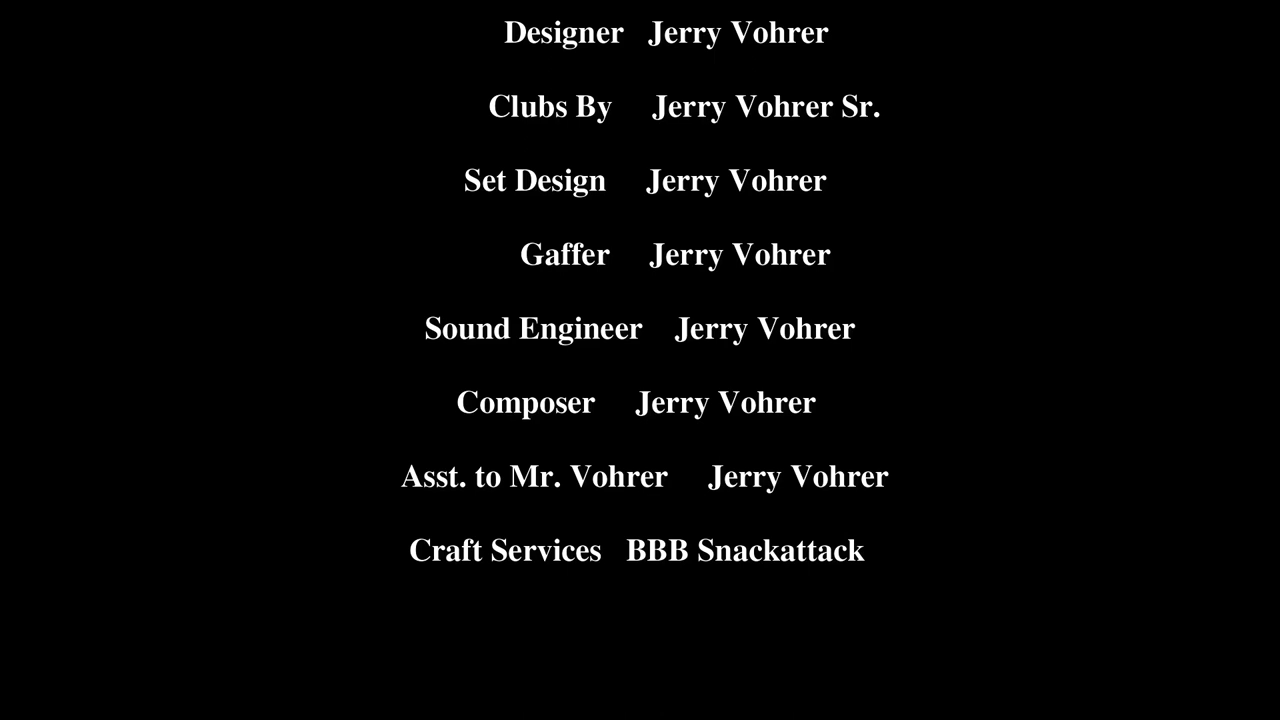 Designer Jerry Vohrer
Clubs By Jerry Vohrer Sr.
Set Design Jerry Vohrer
Gaffer Jerry Vohrer
Sound Engineer Jerry Vohrer
Composer Jerry Vohrer
Asst. to Mr. Vohrer Jerry Vohrer
Craft Services BBB Snackattack